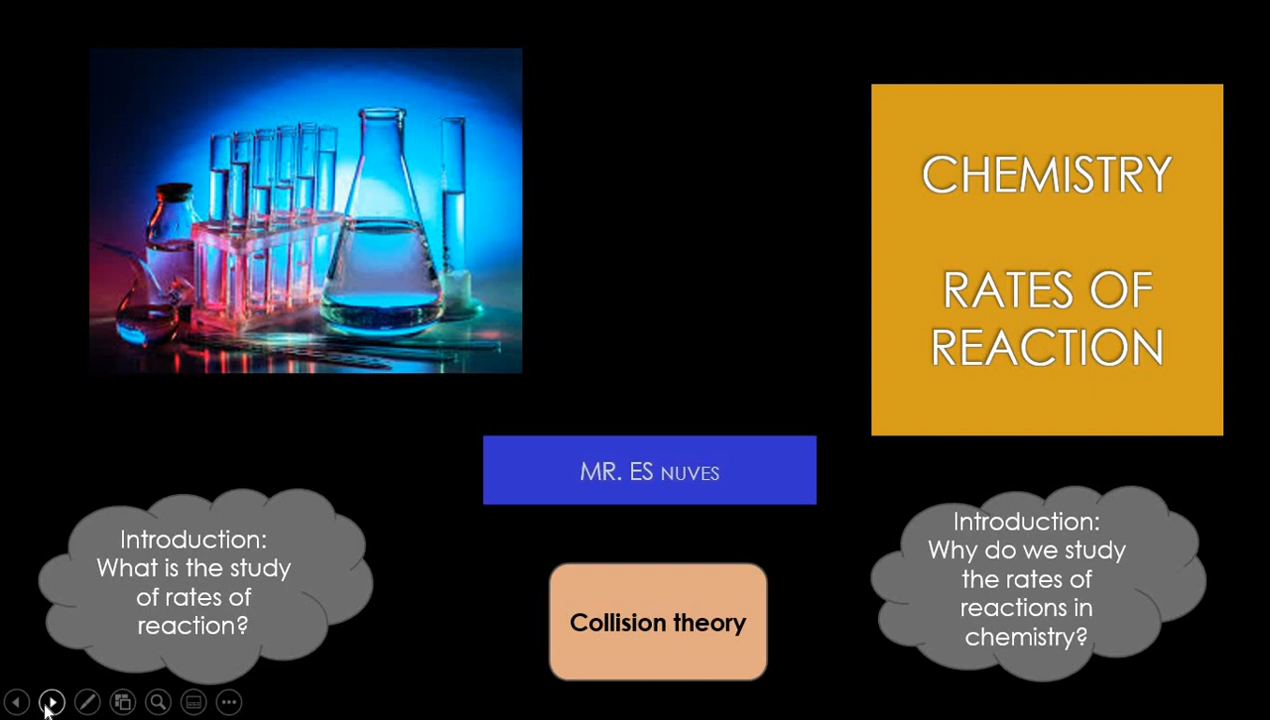 CHEMISTRY
RATES OF
REACTION
MR. ES NUVES
Introduction:
What is the study
of rates of
reaction?
Collision theory
Introduction:
Why do we study
the rates of
reactions in
chemistry?